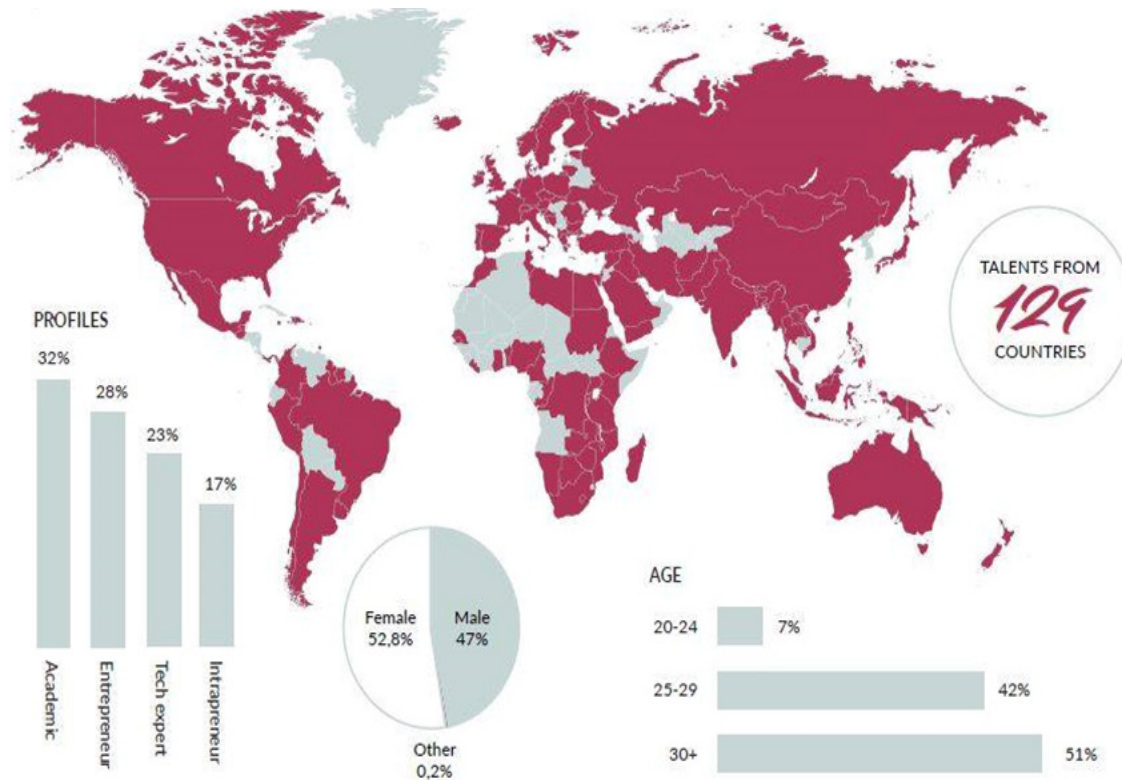 TALENTS FROM
129
COUNTRIES
PROFILES
32%
28%
23%
17%
Academic
Entrepreneur
Tech expert
Intrapreneur
Female
52,8%
Male
47%
Other
0,2%
AGE
20-24
7%
25-29
42%
30+
51%